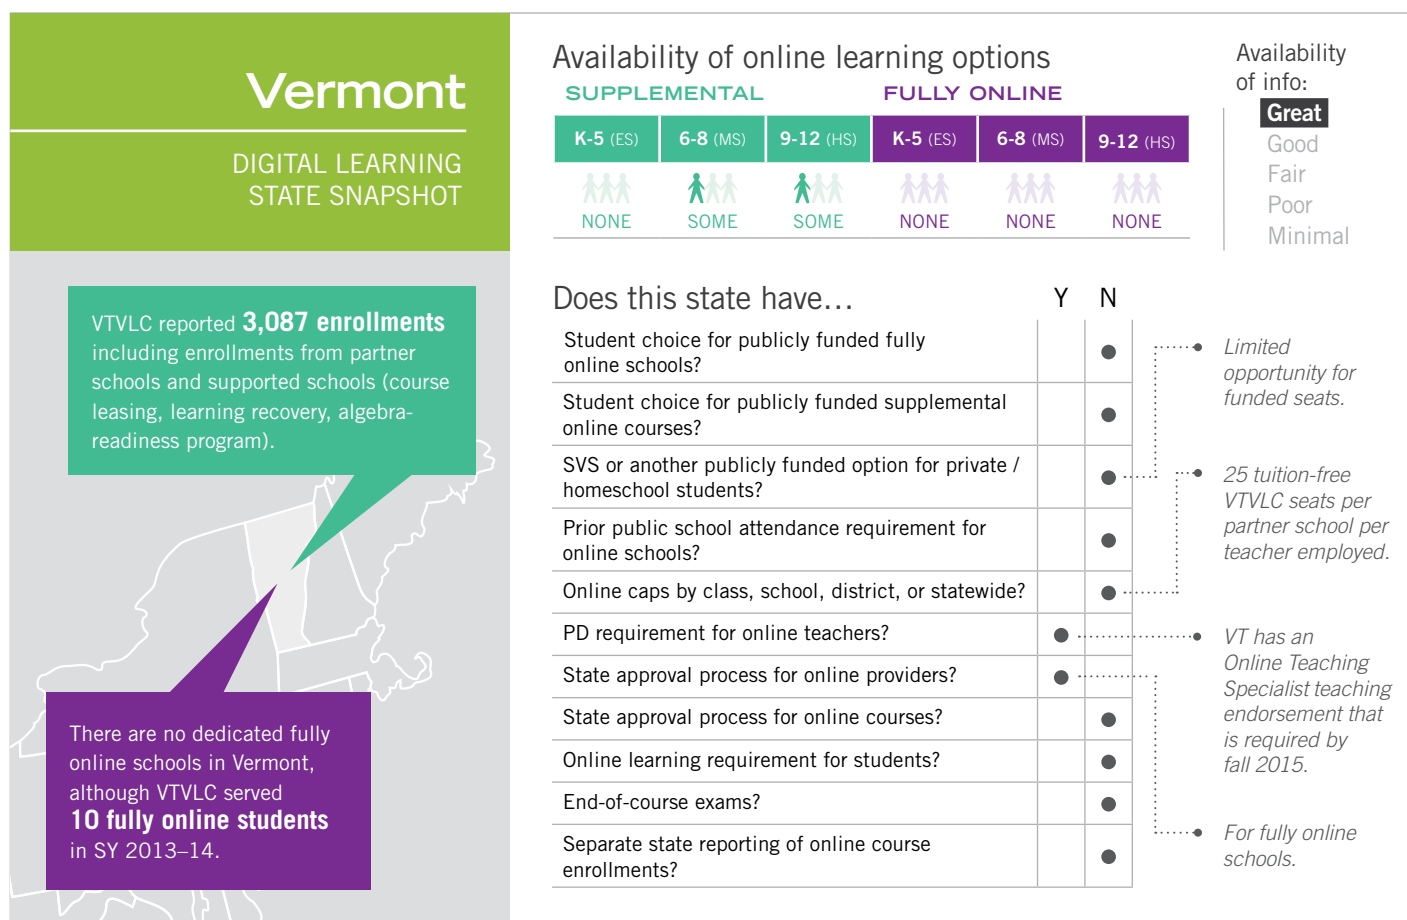 Vermont
DIGITAL LEARNING
STATE SNAPSHOT
VTVLC reported 3,087 enrollments
including enrollments from partner
schools and supported schools (course
leasing, learning recovery, algebra-
readiness program).
There are no dedicated fully
online schools in Vermont,
although VTVLC served
10 fully online students
in SY 2013–14.
Availability of online learning options
SUPPLEMENTAL FULLY ONLINE
K-5 (ES) 6-8 (MS) 9-12 (HS) K-5 (ES) 6-8 (MS) 9-12 (HS)
NONE SOME SOME NONE NONE NONE
Availability
of info:
Great
Good
Fair
Poor
Minimal
Does this state have… Y N
Student choice for publicly funded fully
online schools?
Student choice for publicly funded supplemental
online courses?
SVS or another publicly funded option for private /
homeschool students?
Prior public school attendance requirement for
online schools?
Online caps by class, school, district, or statewide?
PD requirement for online teachers?
State approval process for online providers?
State approval process for online courses?
Online learning requirement for students?
End-of-course exams?
Separate state reporting of online course
enrollments?
Limited
opportunity for
funded seats.
25 tuition-free
VTVLC seats per
partner school per
teacher employed.
VT has an
Online Teaching
Specialist teaching
endorsement that
is required by
fall 2015.
For fully online
schools.